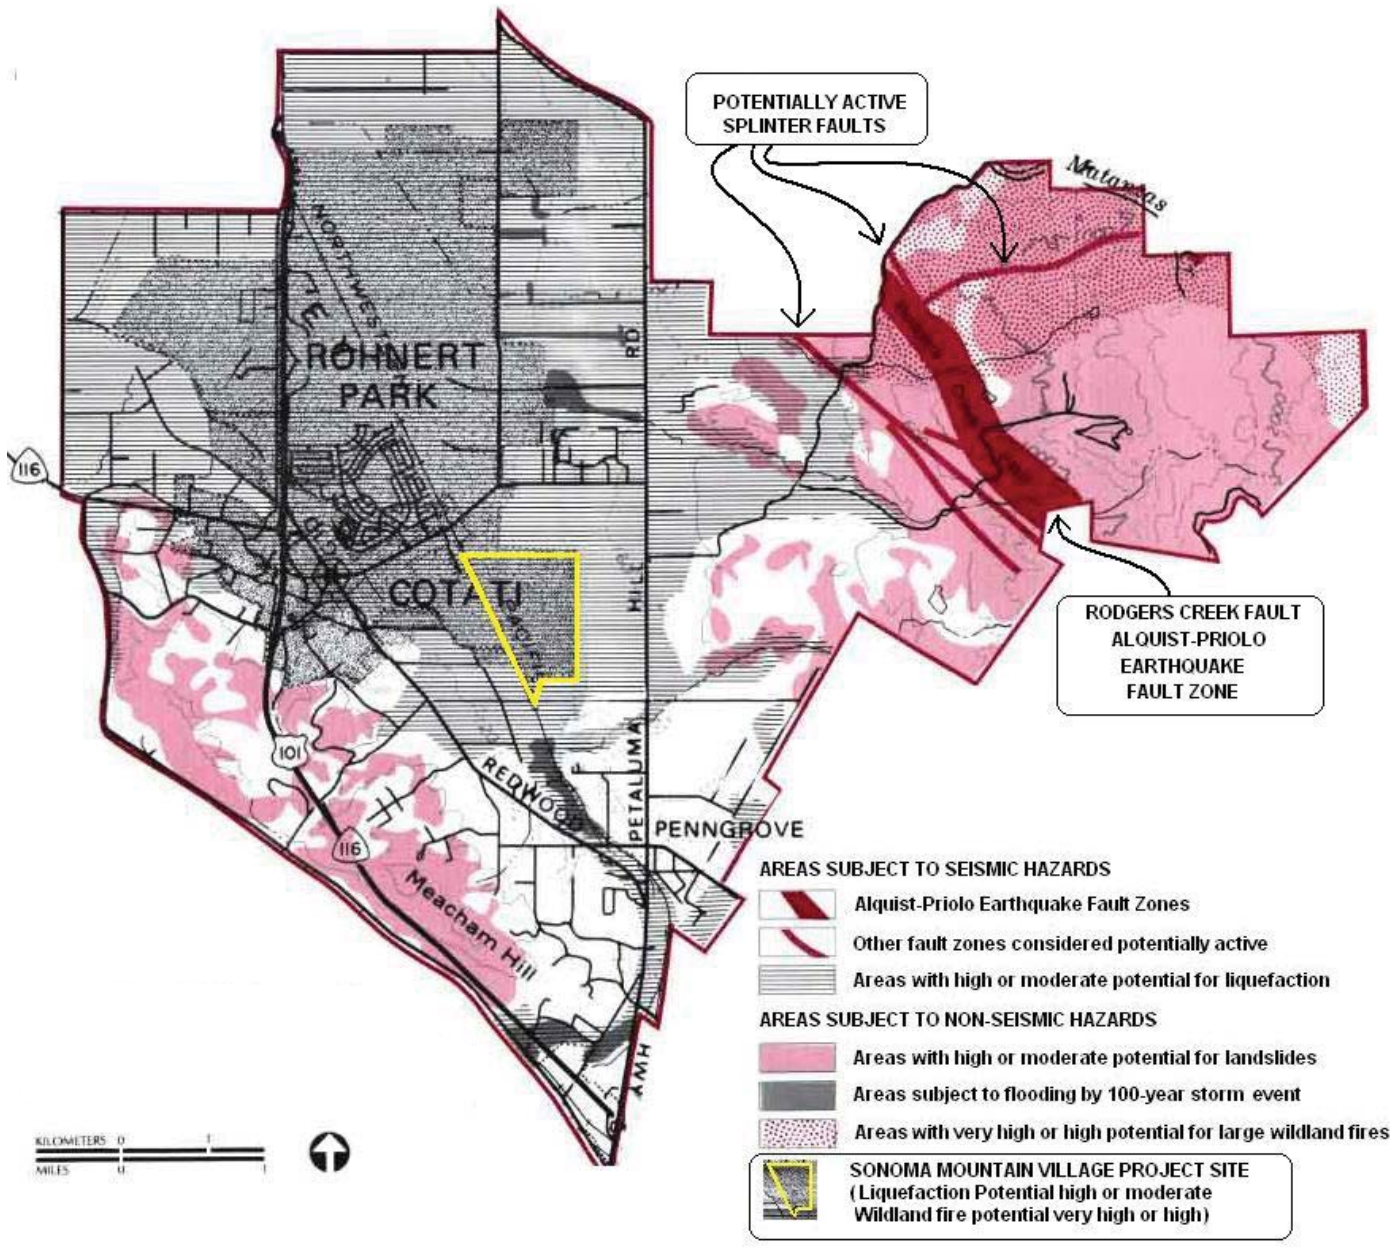 POTENTIALLY ACTIVE
SPLINTER FAULTS
Matanzas
NORTHWEST
RD
ROHNERT
PARK
116
COTATI
PACIFIC
HILL
RODGERS CREEK FAULT
ALQUIST-PRIOLO
EARTHQUAKE
FAULT ZONE
101
REDWOOD
PETALUMA
PENNGROVE
116
Meacham Hill
HWY
AREAS SUBJECT TO SEISMIC HAZARDS
Alquist-Priolo Earthquake Fault Zones
Other fault zones considered potentially active
Areas with high or moderate potential for liquefaction
AREAS SUBJECT TO NON-SEISMIC HAZARDS
Areas with high or moderate potential for landslides
Areas subject to flooding by 100-year storm event
Areas with very high or high potential for large wildland fires
SONOMA MOUNTAIN VILLAGE PROJECT SITE
( Liquefaction Potential high or moderate
Wildland fire potential very high or high)
KILOMETERS 0 1
MILES 0 1